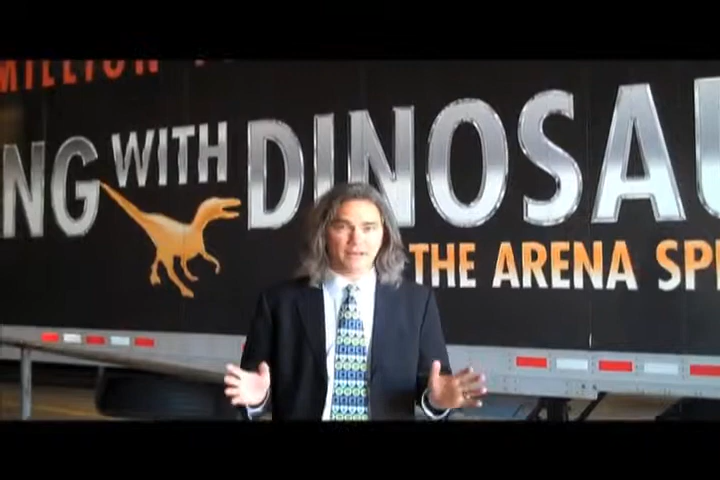 MILLION
NG WITH DINOSAU
THE ARENA SP